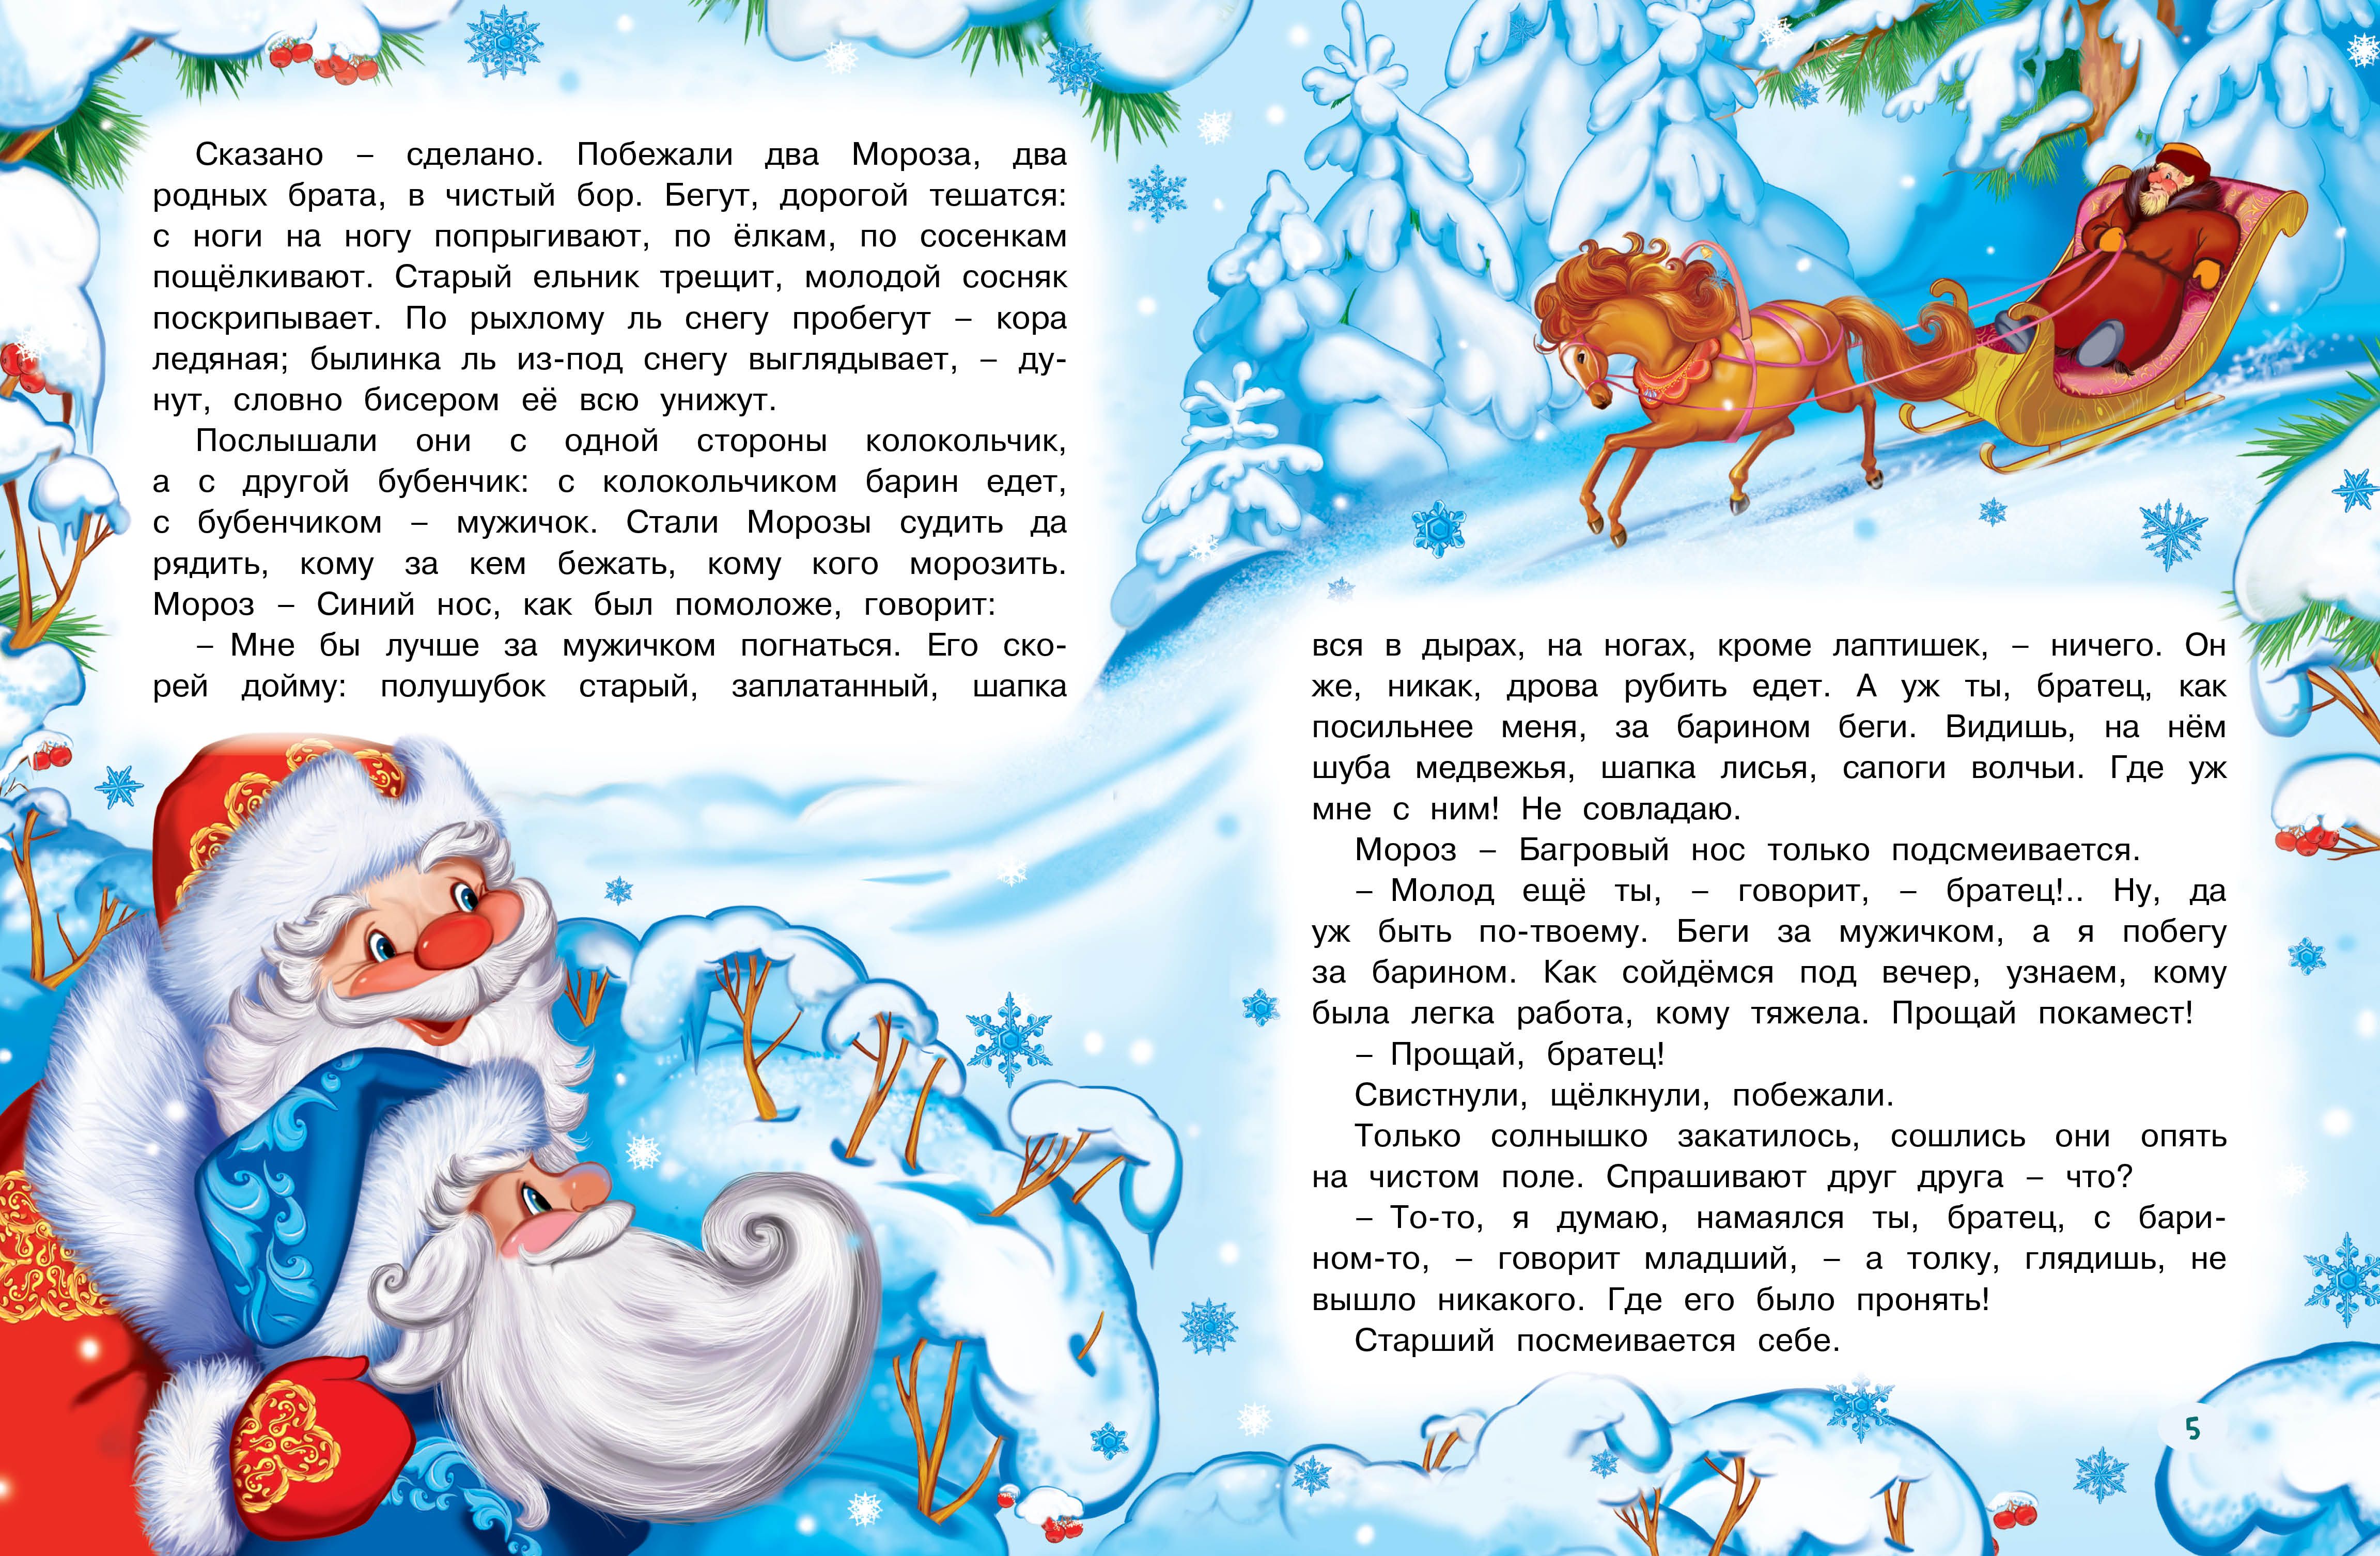 Сказано – сделано. Побежали два Мороза, два
родных брата, в чистый бор. Бегут, дорогой тешатся:
с ноги на ногу попрыгивают, по ёлкам, по сосенкам
пощёлкивают. Старый ельник трещит, молодой сосняк
поскрипывает. По рыхлому ль снегу пробегут – кора
ледяная; былинка ль из-под снегу выглядывает, – ду-
нут, словно бисером её всю унижут.
Послышали они с одной стороны колокольчик,
а с другой бубенчик: с колокольчиком барин едет,
с бубенчиком – мужичок. Стали Морозы судить да
рядить, кому за кем бежать, кому кого морозить.
Мороз – Синий нос, как был помоложе, говорит:
– Мне бы лучше за мужичком погнаться. Его ско-
рей дойму: полушубок старый, заплатанный, шапка
вся в дырах, на ногах, кроме лаптишек, – ничего. Он
же, никак, дрова рубить едет. А уж ты, братец, как
посильнее меня, за барином беги. Видишь, на нём
шуба медвежья, шапка лисья, сапоги волчьи. Где уж
мне с ним! Не совладаю.
Мороз – Багровый нос только подсмеивается.
– Молод ещё ты, – говорит, – братец!.. Ну, да
уж быть по-твоему. Беги за мужичком, а я побегу
за барином. Как сойдёмся под вечер, узнаем, кому
была легка работа, кому тяжела. Прощай покамест!
– Прощай, братец!
Свистнули, щёлкнули, побежали.
Только солнышко закатилось, сошлись они опять
на чистом поле. Спрашивают друг друга – что?
– То-то, я думаю, намаялся ты, братец, с бари-
ном-то, – говорит младший, – а толку, глядишь, не
вышло никакого. Где его было пронять!
Старший посмеивается себе.
5